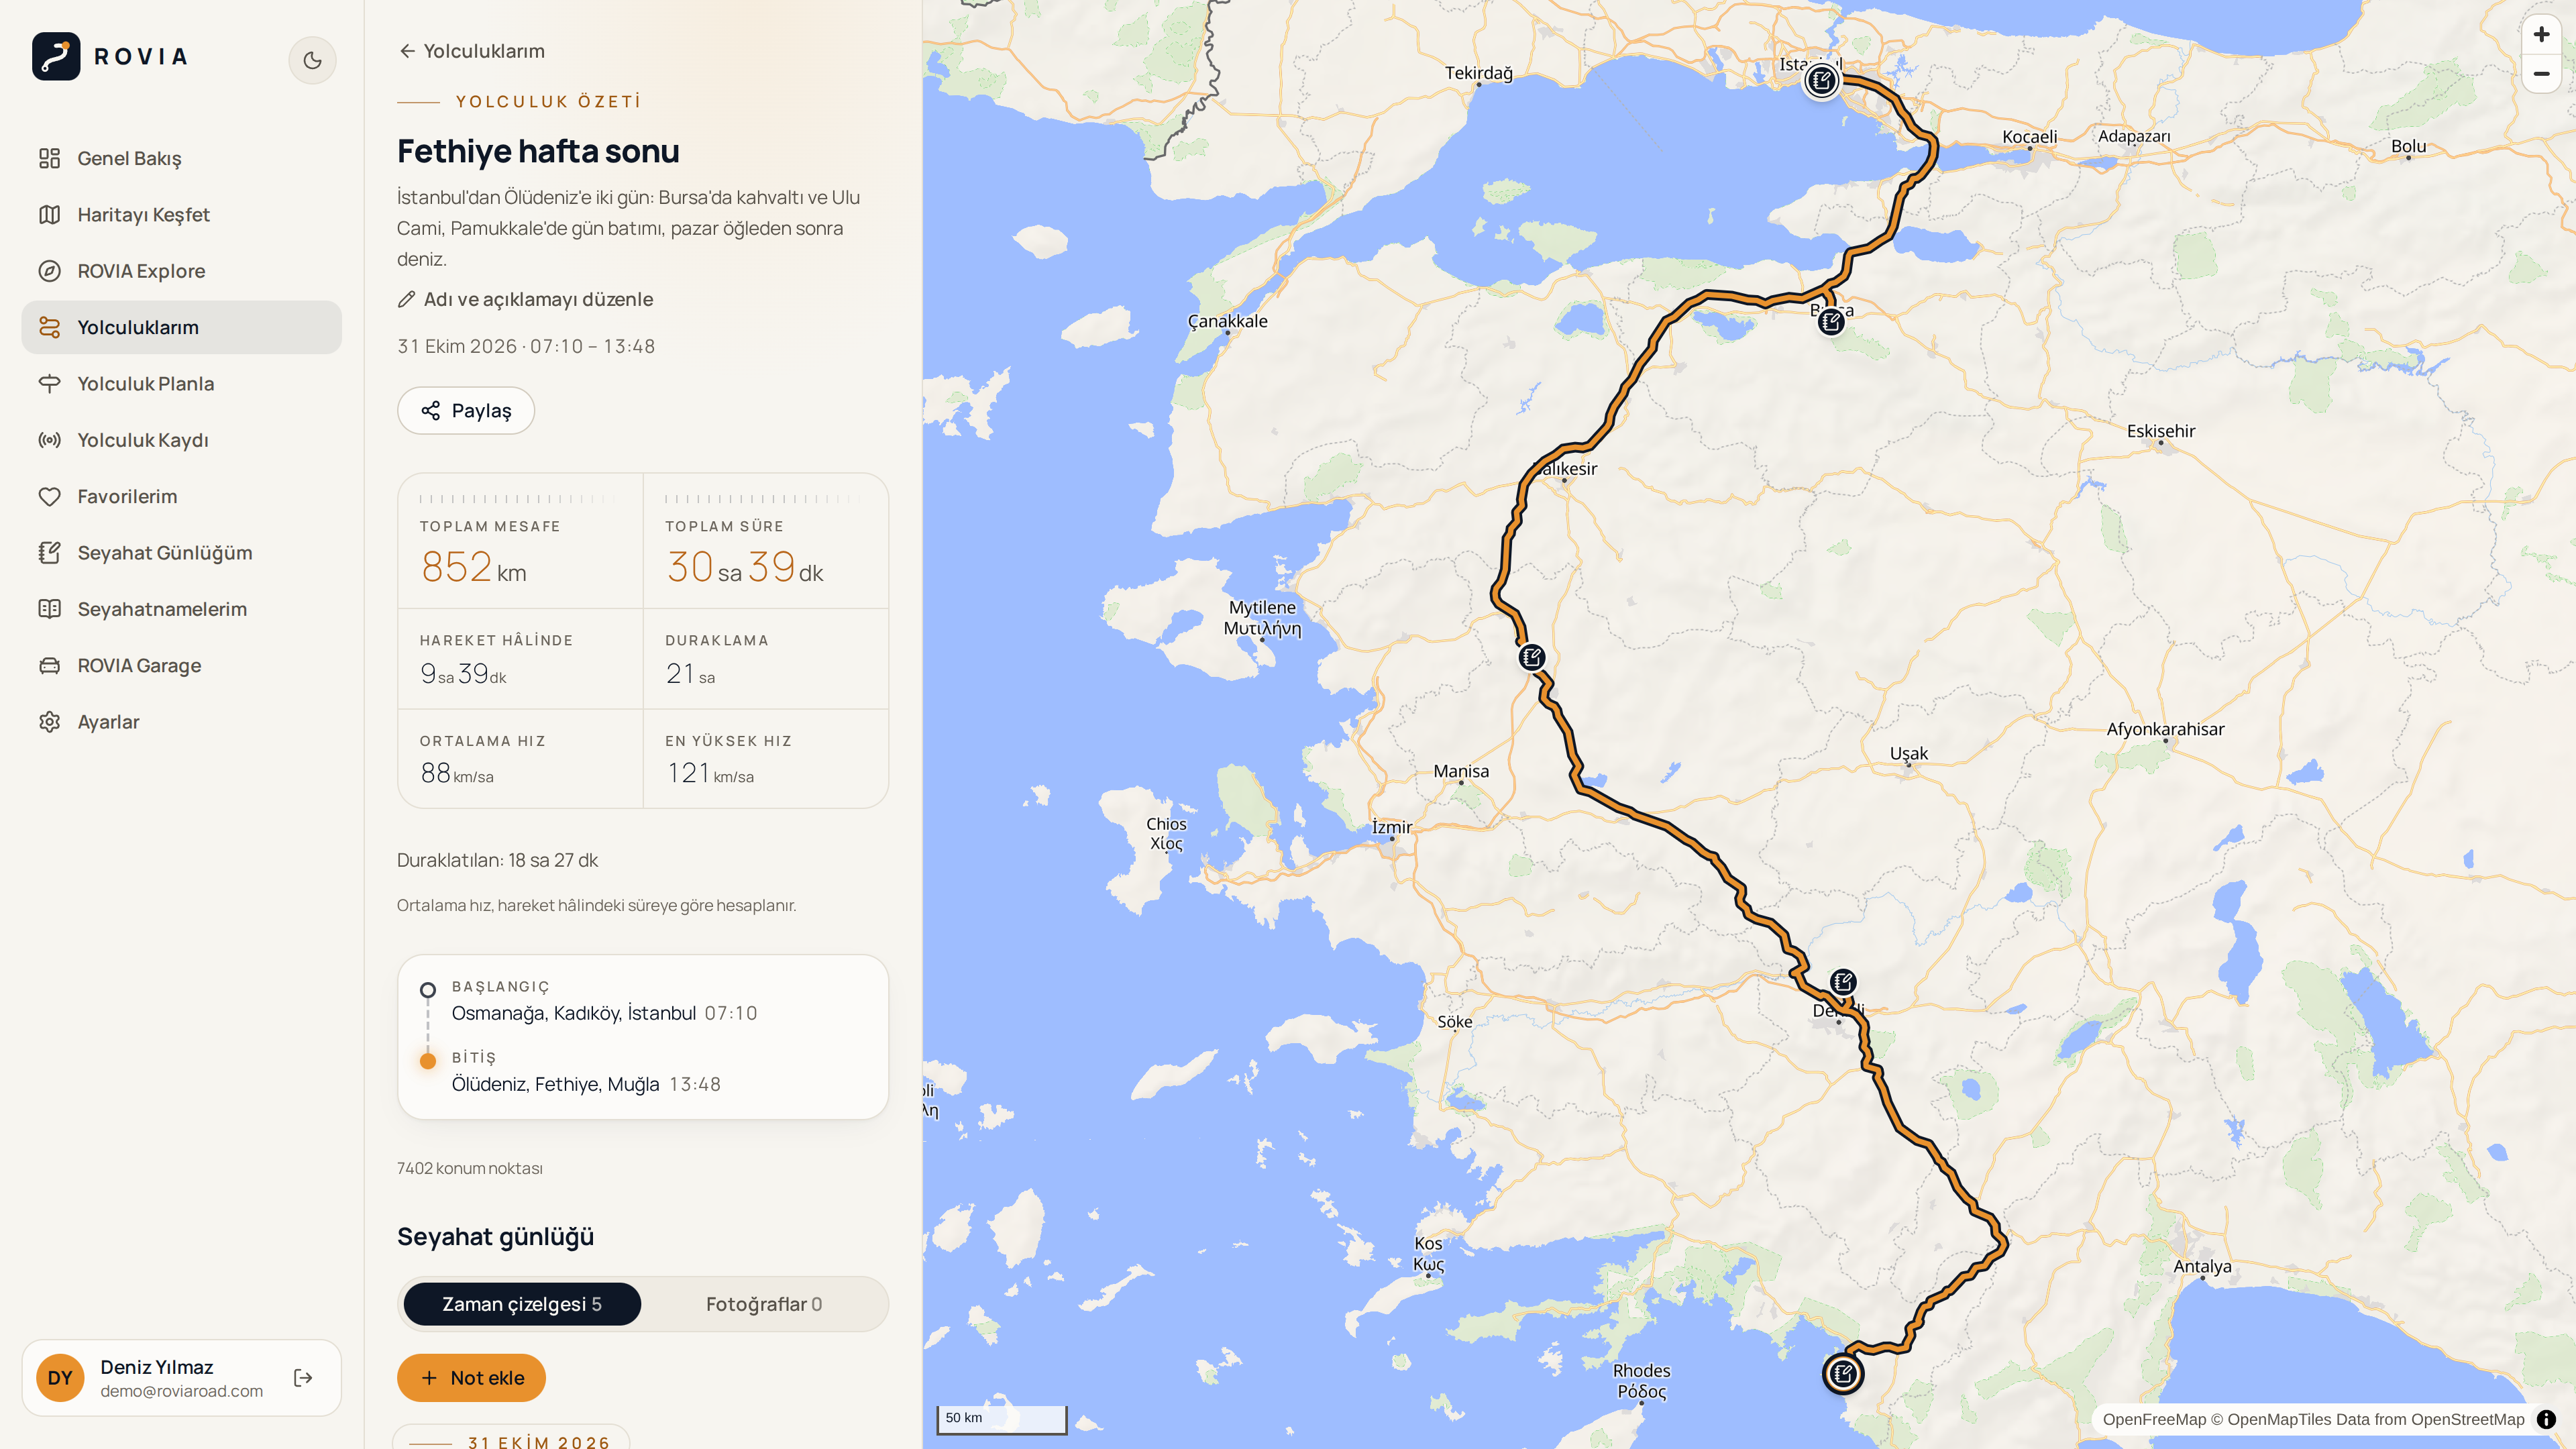 ROVIA
Genel Bakış
Haritayı Keşfet
ROVIA Explore
Yolculuklarım
Yolculuk Planla
Yolculuk Kaydı
Favorilerim
Seyahat Günlüğüm
Seyahatnamelerim
ROVIA Garage
Ayarlar
DY
Deniz Yılmaz
demo@roviaroad.com
Yolculuklarım
YOLCULUK ÖZETİ
Fethiye hafta sonu
İstanbul'dan Ölüdeniz'e iki gün: Bursa'da kahvaltı ve Ulu
Cami, Pamukkale'de gün batımı, pazar öğleden sonra
deniz.
Adı ve açıklamayı düzenle
31 Ekim 2026 · 07:10 – 13:48
Paylaş
TOPLAM MESAFE
852 km
TOPLAM SÜRE
30 sa 39 dk
HAREKET HÂLİNDE
9 sa 39 dk
DURAKLAMA
21 sa
ORTALAMA HIZ
88 km/sa
EN YÜKSEK HIZ
121 km/sa
Duraklatılan: 18 sa 27 dk
Ortalama hız, hareket hâlindeki süreye göre hesaplanır.
BAŞLANGIÇ
Osmanağa, Kadıköy, İstanbul 07:10
BİTİŞ
Ölüdeniz, Fethiye, Muğla 13:48
7402 konum noktası
Seyahat günlüğü
Zaman çizelgesi 5
Fotoğraflar 0
+ Not ekle
31 EKİM 2026
Tekirdağ
Kocaeli
Adapazarı
Bolu
Çanakkale
Eskişehir
Mytilene
Μυτιλήνη
Afyonkarahisar
Uşak
Manisa
Chios
Χίος
İzmir
Söke
Kos
Κως
Antalya
Rhodes
Ρόδος
50 km
OpenFreeMap © OpenMapTiles Data from OpenStreetMap